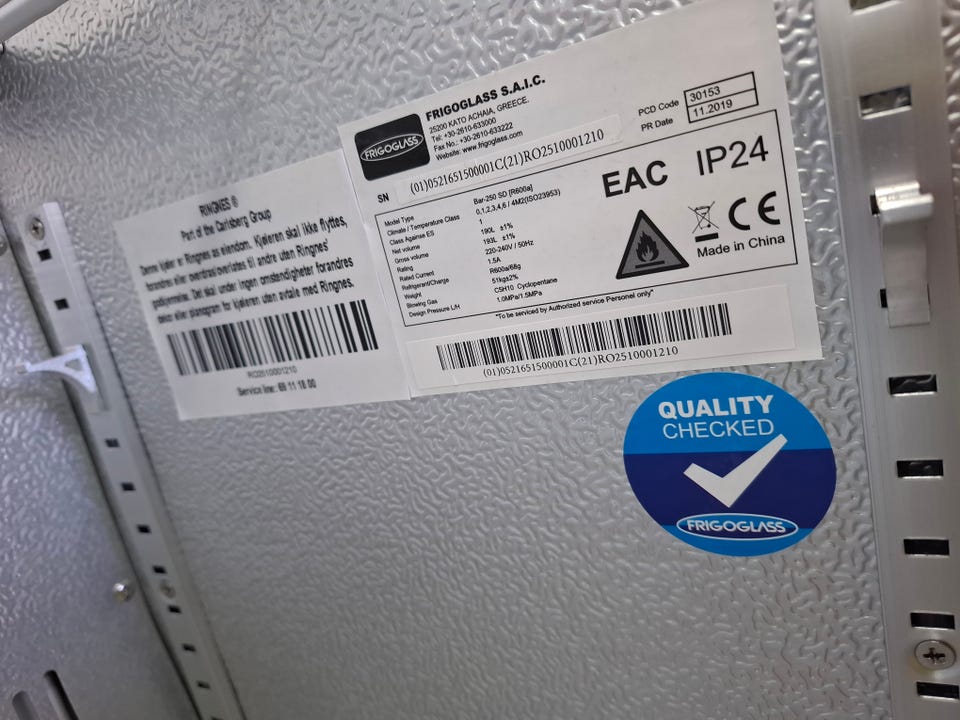 RINGNES ®
Part of the Carlsberg Group
Denne kjøler er Ringnes as eiendom. Kjøleren skal ikke flyttes,
forandres eller overdras/overlates til andre uten Ringnes'
godkjennelse. Det skal under ingen omstendigheter forandres
dekor eller planogram for kjøleren uten avtale med Ringnes.
RO2510001210
Service line: 69 11 18 00
FRIGOGLASS
FRIGOGLASS S.A.I.C.
25200 KATO ACHAIA, GREECE.
Tel: +30-2610-633000
Fax No.: +30-2610-633222
Website: www.frigoglass.com
PCD Code 30153
PR Date 11.2019
SN (01)0521651500001C(21)RO2510001210
Model Type Bar-250 SD [R600a]
Climate / Temperature Class 0,1,2,3,4,6 / 4M2(ISO23953)
Class Against ES 1
Net volume 190L ±1%
Gross volume 193L ±1%
Rating 220-240V / 50Hz
Rated Current 1.5A
Refrigerant/Charge R600a/68g
Weight 51kg±2%
Blowing Gas C5H10 Cyclopentane
Design Pressure L/H 1.0MPa/1.5MPa
"To be serviced by Authorized service Personel only"
EAC IP24
CE
Made in China
(01)0521651500001C(21)RO2510001210
QUALITY
CHECKED
FRIGOGLASS